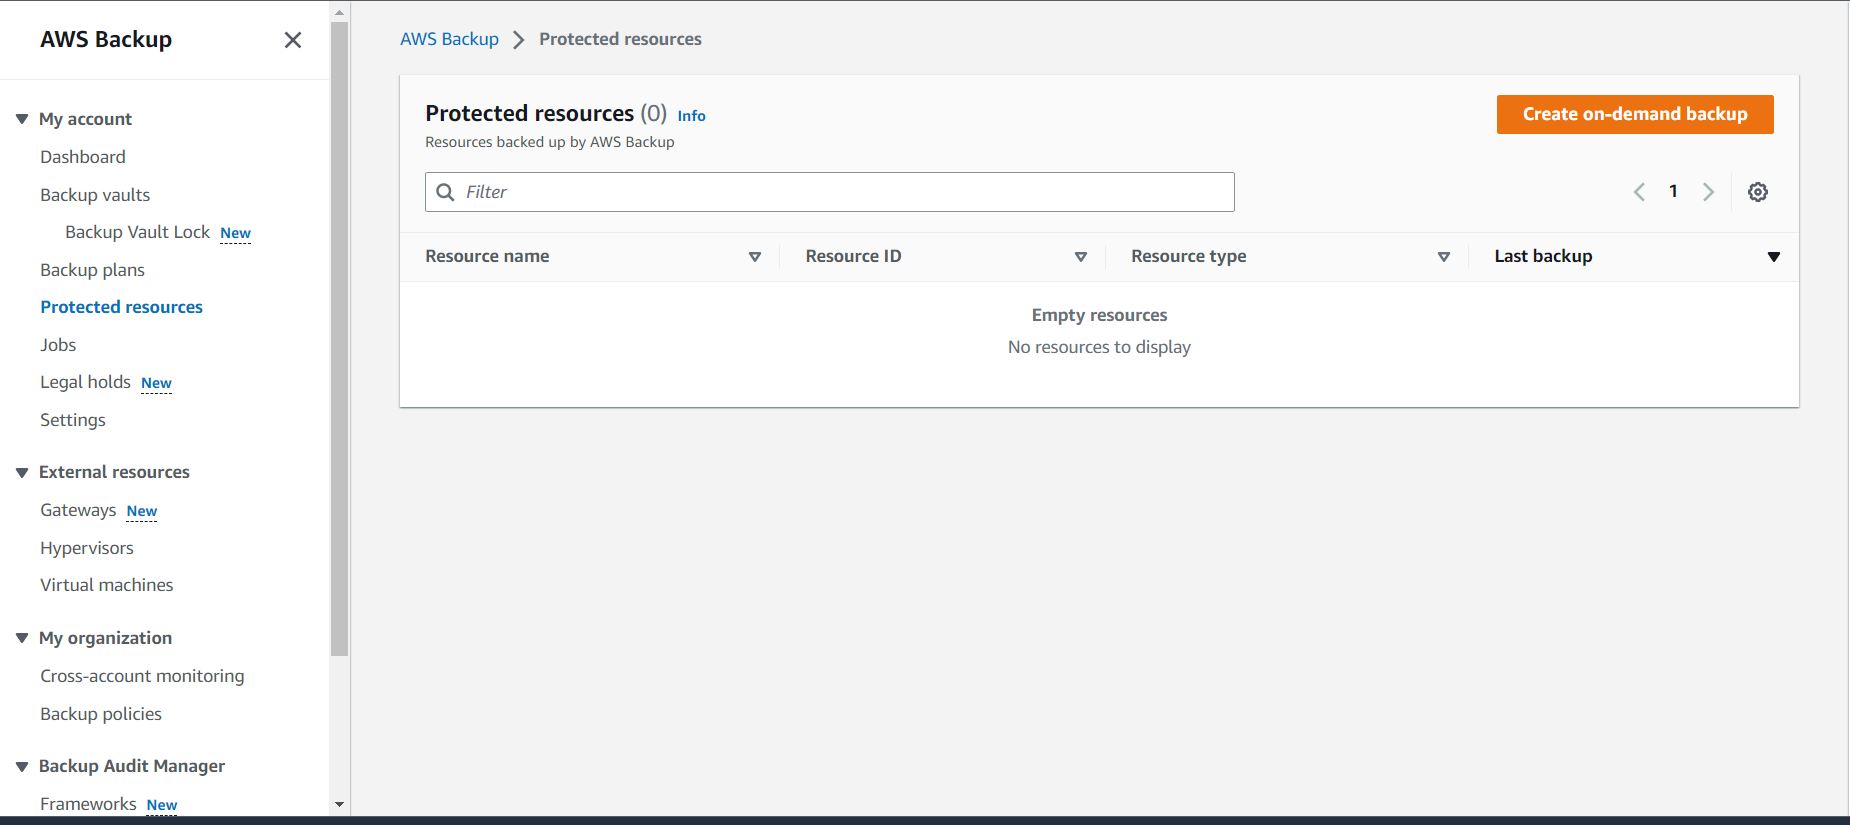 AWS Backup
My account
Dashboard
Backup vaults
Backup Vault Lock New
Backup plans
Protected resources
Jobs
Legal holds New
Settings
External resources
Gateways New
Hypervisors
Virtual machines
My organization
Cross-account monitoring
Backup policies
Backup Audit Manager
Frameworks New
AWS Backup > Protected resources
Protected resources (0) Info
Create on-demand backup
Resources backed up by AWS Backup
Filter
1
Resource name Resource ID Resource type Last backup
Empty resources
No resources to display